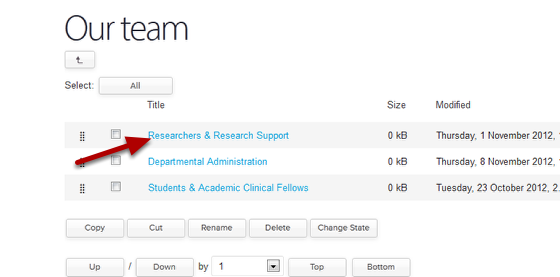 Our team
Select: All
Title Size Modified
Researchers & Research Support 0 kB Thursday, 1 November 2012,
Departmental Administration 0 kB Thursday, 8 November 2012,
Students & Academic Clinical Fellows 0 kB Tuesday, 23 October 2012, 2
Copy Cut Rename Delete Change State
Up / Down by 1 Top Bottom